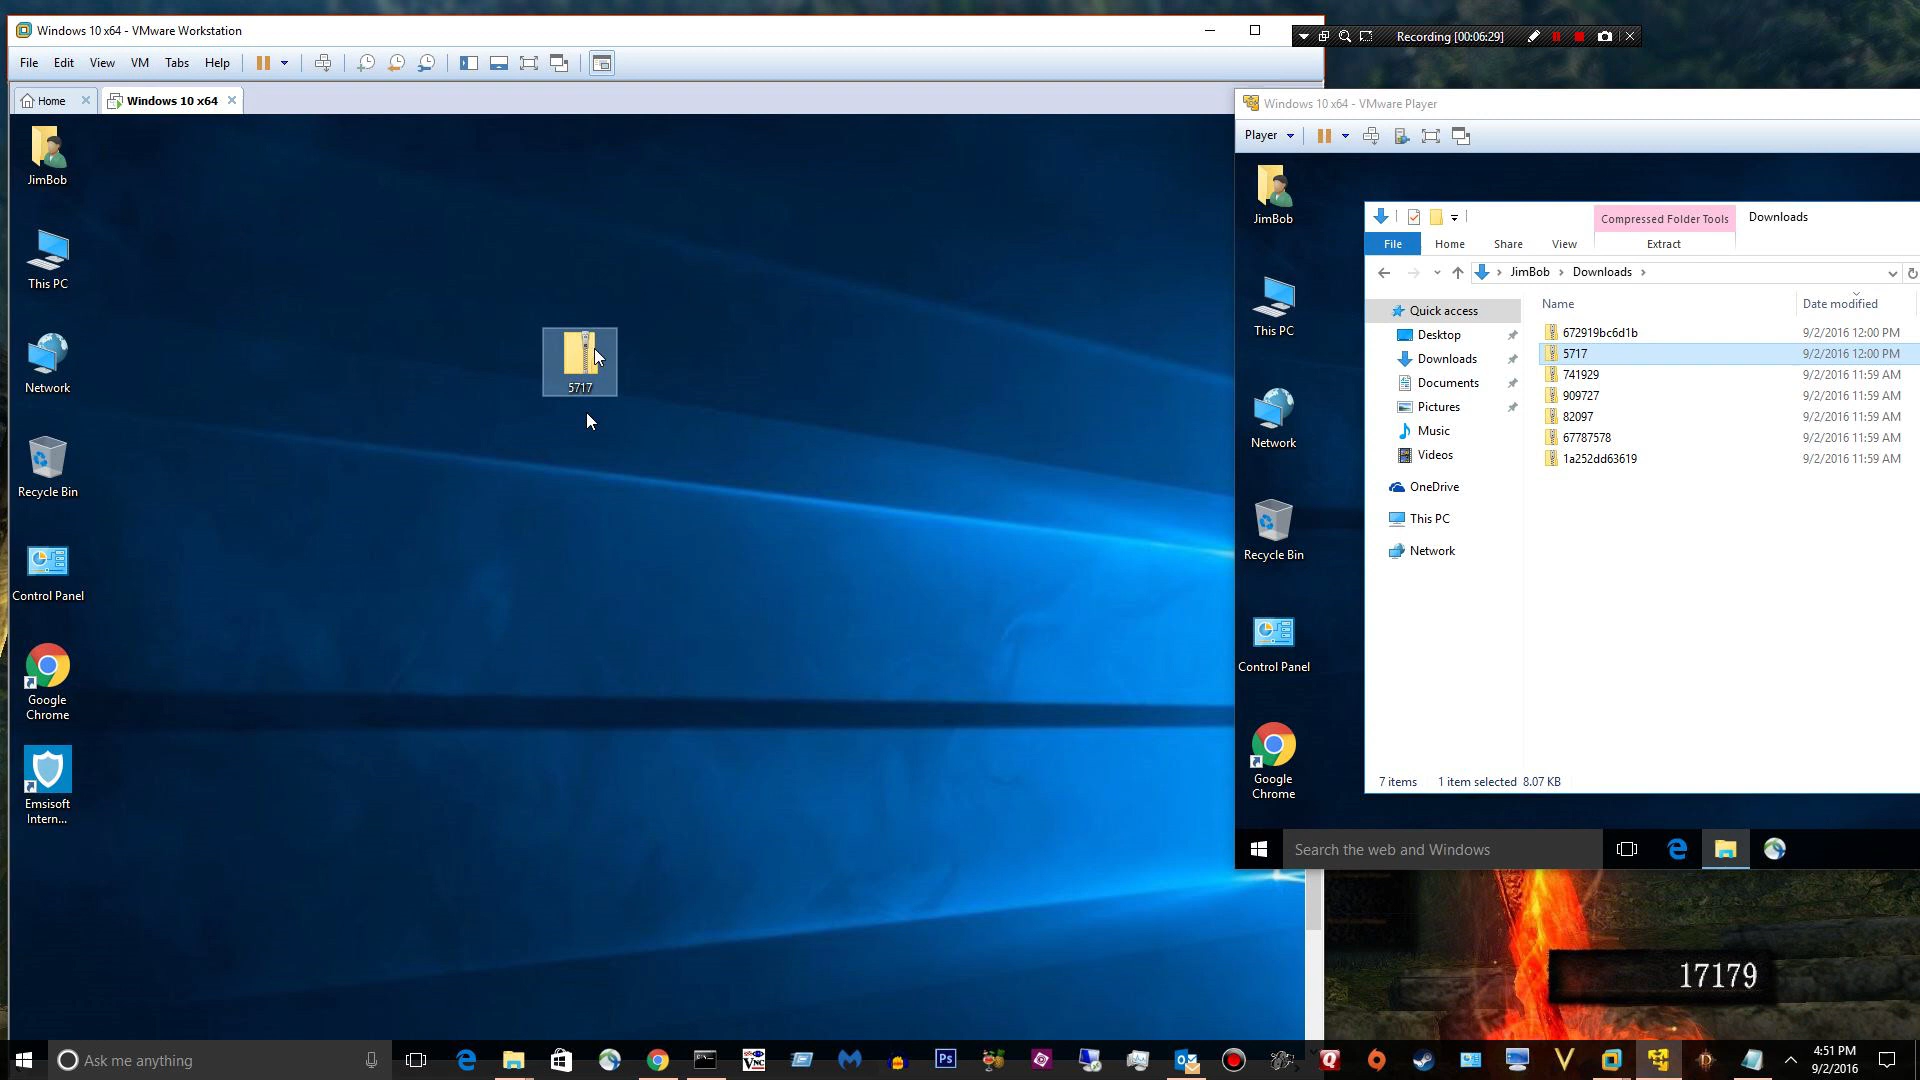 Windows 10 x64 - VMware Workstation
Recording [00:06:29]
File Edit View VM Tabs Help
Home
Windows 10 x64
JimBob
This PC
Network
Recycle Bin
Control Panel
Google
Chrome
Emsisoft
Intern...
5717
Windows 10 x64 - VMware Player
Player
JimBob
This PC
Network
Recycle Bin
Control Panel
Google
Chrome
Compressed Folder Tools
Downloads
File Home Share View Extract
JimBob > Downloads >
Quick access
Desktop
Downloads
Documents
Pictures
Music
Videos
OneDrive
This PC
Network
Name Date modified
672919bc6d1b 9/2/2016 12:00 PM
5717 9/2/2016 12:00 PM
741929 9/2/2016 11:59 AM
909727 9/2/2016 11:59 AM
82097 9/2/2016 11:59 AM
67787578 9/2/2016 11:59 AM
1a252dd63619 9/2/2016 11:59 AM
7 items 1 item selected 8.07 KB
Search the web and Windows
17179
Ask me anything
VNC
Ps
4:51 PM
9/2/2016